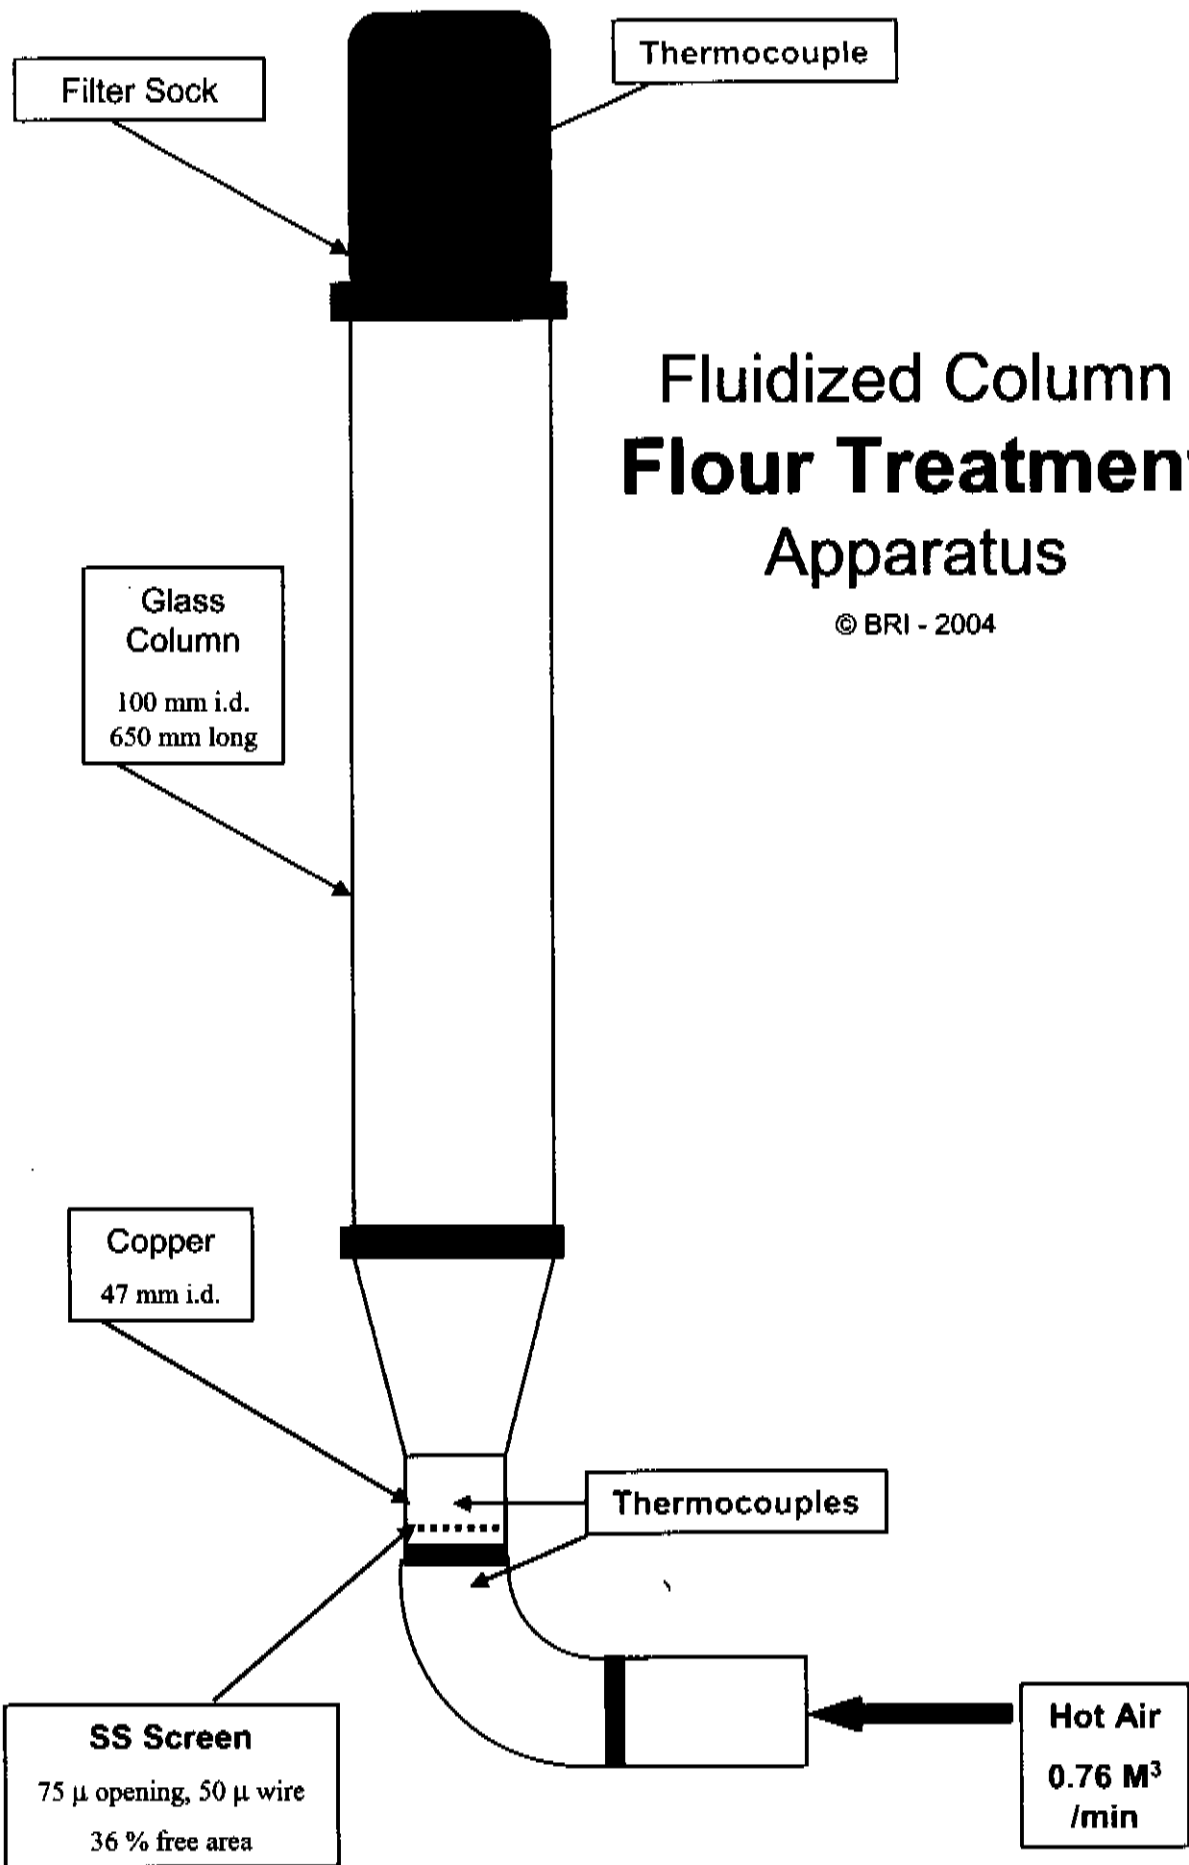 Thermocouple
Filter Sock
Fluidized Column
Flour Treatment
Apparatus
© BRI - 2004
Glass
Column
100 mm i.d.
650 mm long
Copper
47 mm i.d.
Thermocouples
SS Screen
75 µ opening, 50 µ wire
36 % free area
Hot Air
0.76 M³
/min